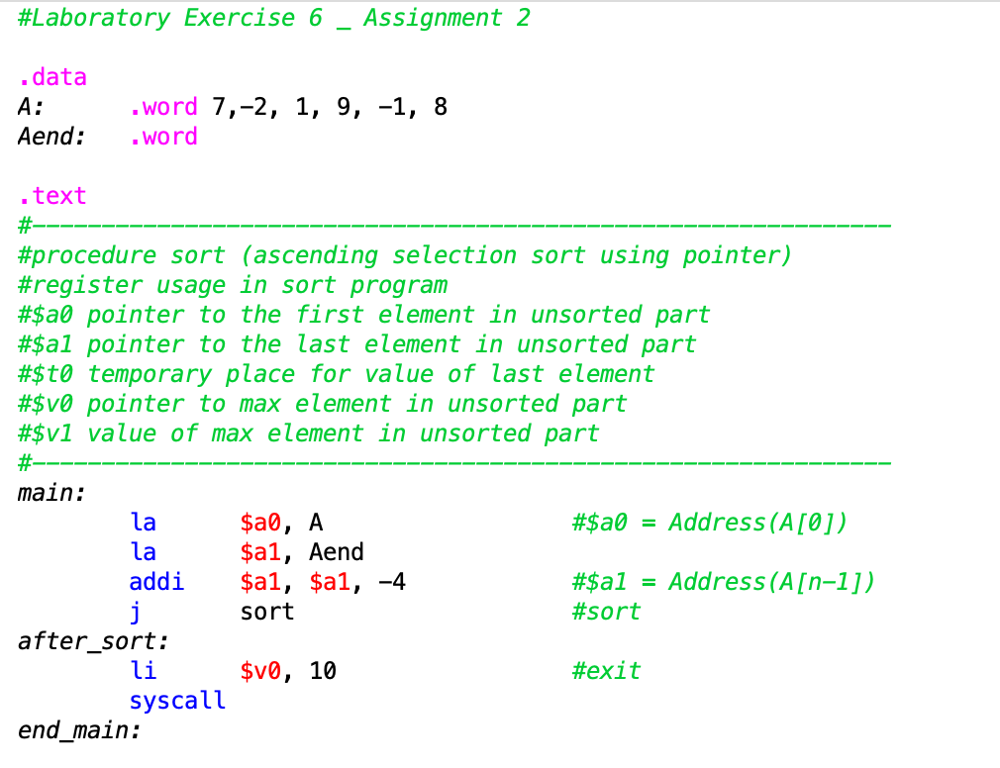 #Laboratory Exercise 6 _ Assignment 2
.data
A: .word 7,-2, 1, 9, -1, 8
Aend: .word
.text
#--------------------------------------------------------------
#procedure sort (ascending selection sort using pointer)
#register usage in sort program
#$a0 pointer to the first element in unsorted part
#$a1 pointer to the last element in unsorted part
#$t0 temporary place for value of last element
#$v0 pointer to max element in unsorted part
#$v1 value of max element in unsorted part
#--------------------------------------------------------------
main:
la $a0, A #$a0 = Address(A[0])
la $a1, Aend
addi $a1, $a1, -4 #$a1 = Address(A[n-1])
j sort #sort
after_sort:
li $v0, 10 #exit
syscall
end_main: